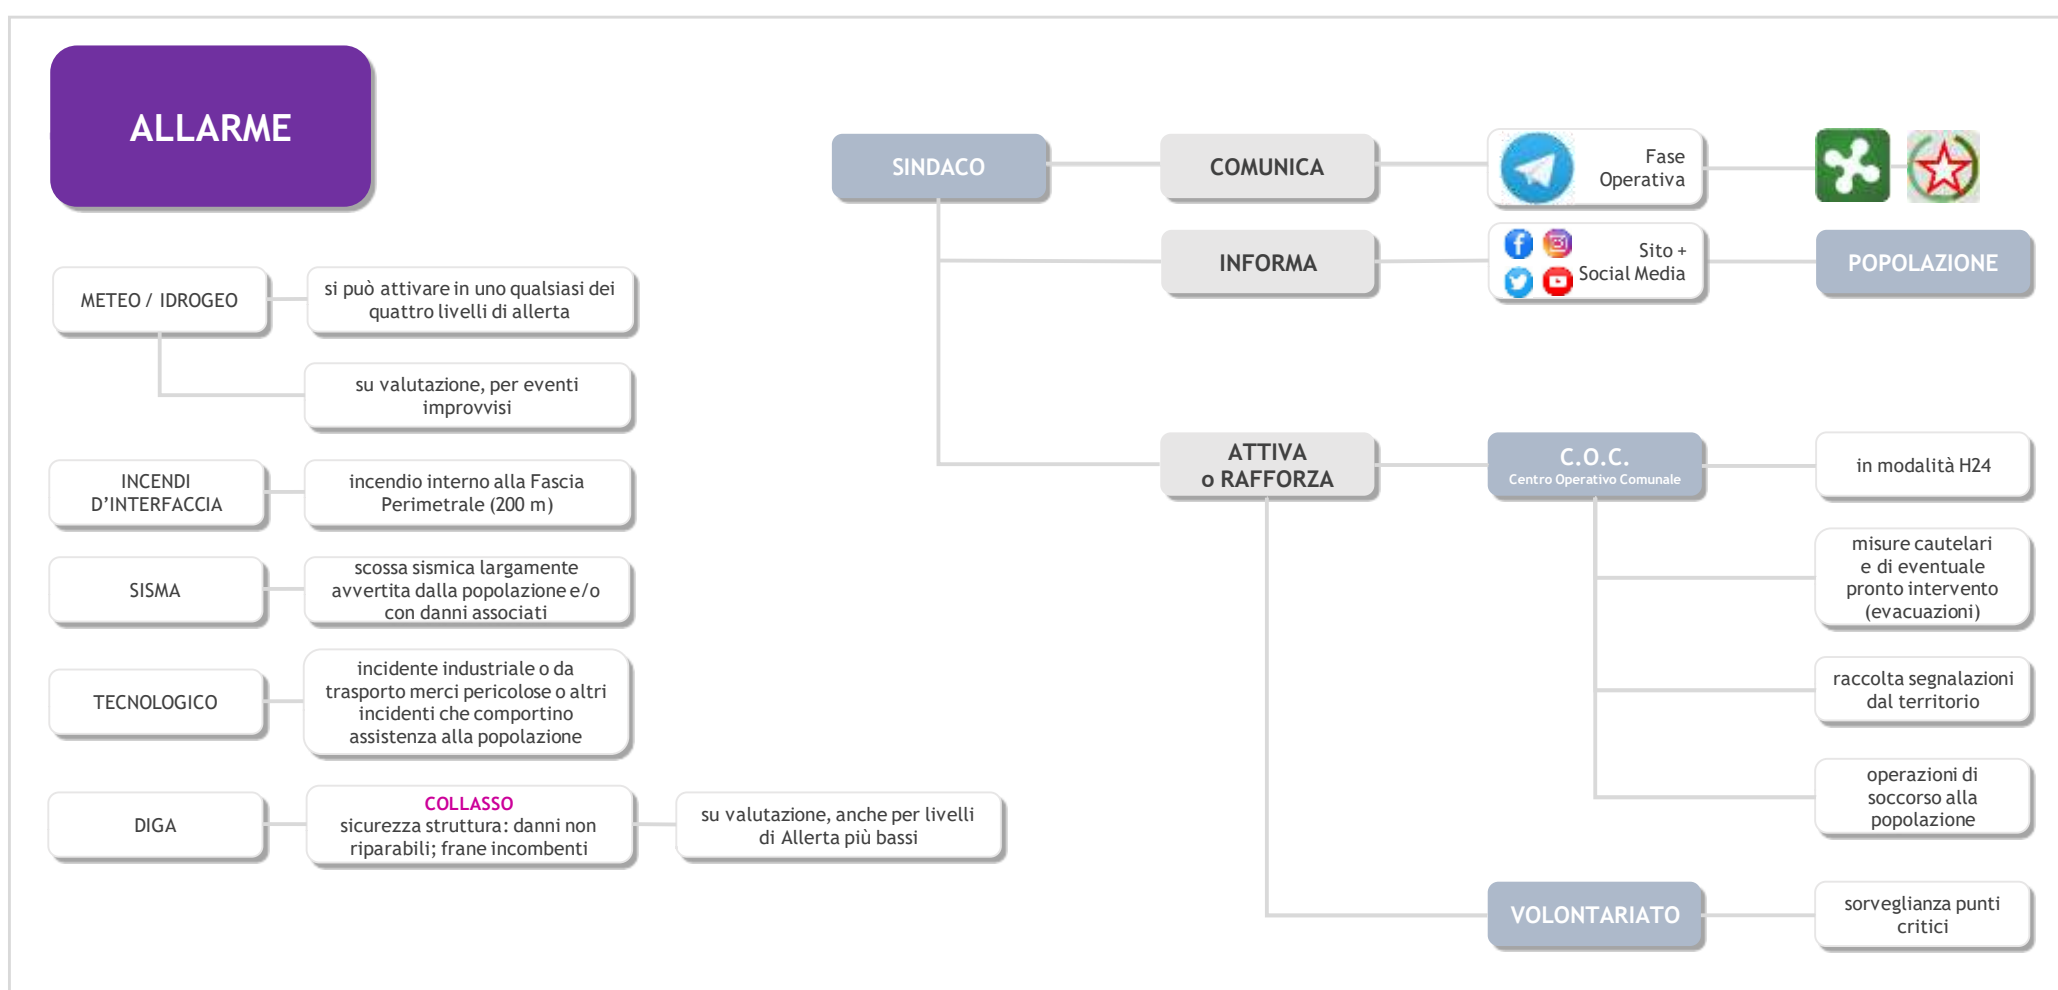 ALLARME
METEO / IDROGEO
si può attivare in uno qualsiasi dei
quattro livelli di allerta
su valutazione, per eventi
improvvisi
INCENDI
D'INTERFACCIA
incendio interno alla Fascia
Perimetrale (200 m)
SISMA
scossa sismica largamente
avvertita dalla popolazione e/o
con danni associati
TECNOLOGICO
incidente industriale o da
trasporto merci pericolose o altri
incidenti che comportino
assistenza alla popolazione
DIGA
COLLASSO
sicurezza struttura: danni non
riparabili; frane incombenti
su valutazione, anche per livelli
di Allerta più bassi
SINDACO
COMUNICA
Fase
Operativa
INFORMA
Sito +
Social Media
POPOLAZIONE
ATTIVA
o RAFFORZA
C.O.C.
Centro Operativo Comunale
in modalità H24
misure cautelari
e di eventuale
pronto intervento
(evacuazioni)
raccolta segnalazioni
dal territorio
operazioni di
soccorso alla
popolazione
VOLONTARIATO
sorveglianza punti
critici